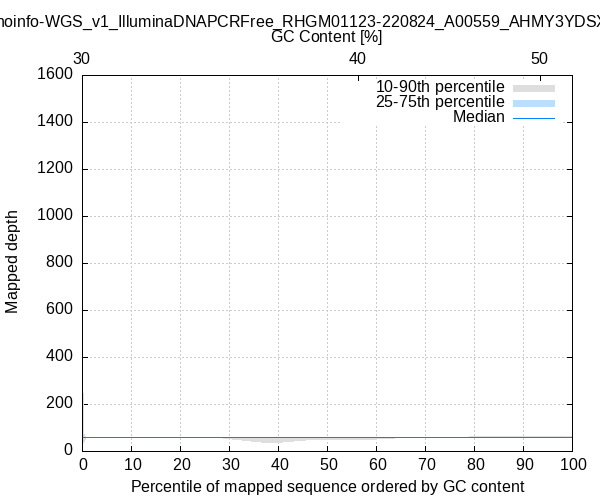 noinfo-WGS_v1_IlluminaDNAPCRFree_RHGM01123-220824_A00559_AHMY3YDSX
GC Content [%]
30 40 50
1600
10-90th percentile
25-75th percentile
Median
1400
1200
1000
800
600
400
200
0
Mapped depth
0 10 20 30 40 50 60 70 80 90 100
Percentile of mapped sequence ordered by GC content